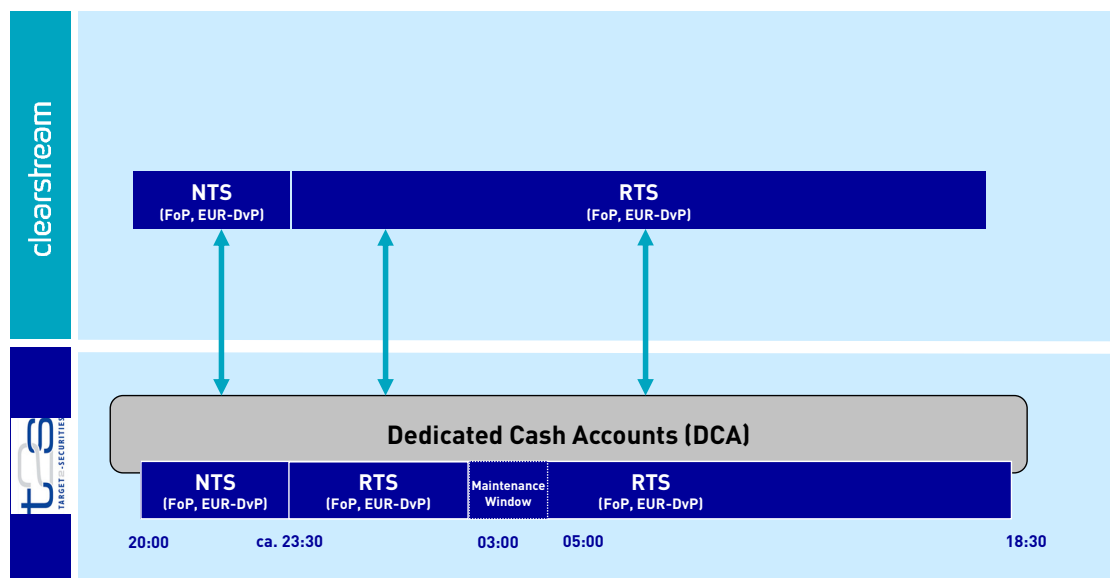 clearstream
NTS
(FoP, EUR-DvP)
RTS
(FoP, EUR-DvP)
t2s
TARGET2-SECURITIES
Dedicated Cash Accounts (DCA)
NTS
(FoP, EUR-DvP)
RTS
(FoP, EUR-DvP)
Maintenance
Window
RTS
(FoP, EUR-DvP)
20:00
ca. 23:30
03:00
05:00
18:30